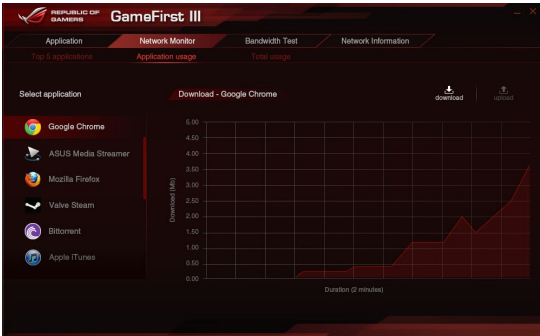 REPUBLIC OF
GAMERS
GameFirst III
Application Network Monitor Bandwidth Test Network Information
Top 5 applications Application usage Total usage
Select application
Download - Google Chrome
download upload
Google Chrome
ASUS Media Streamer
Mozilla Firefox
Valve Steam
Bittorrent
Apple iTunes
Download (Mb)
5.00
4.50
4.00
3.50
3.00
2.50
2.00
1.50
1.00
0.50
0.00
Duration (2 minutes)